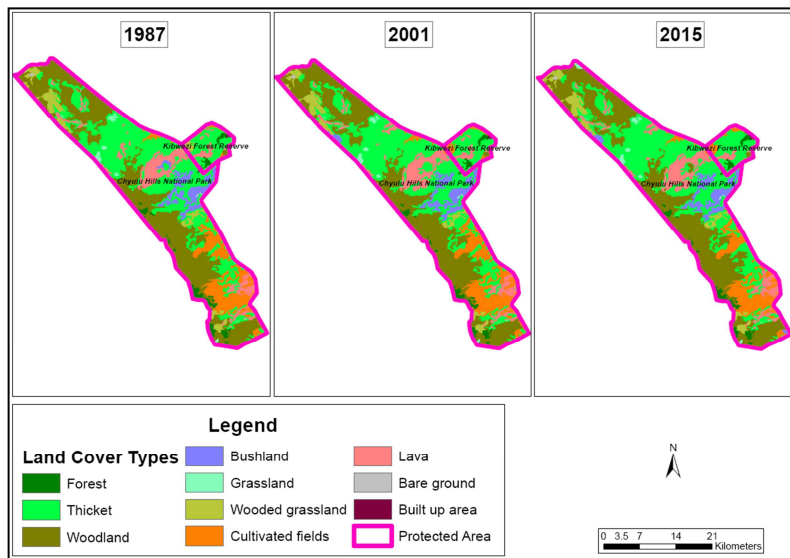 1987
2001
2015
Kibwezi Forest Reserve
Chyulu Hills National Park
Kibwezi Forest Reserve
Chyulu Hills National Park
Kibwezi Forest Reserve
Chyulu Hills National Park
Legend
Land Cover Types
Forest
Thicket
Woodland
Bushland
Grassland
Wooded grassland
Cultivated fields
Lava
Bare ground
Built up area
Protected Area
N
0 3.5 7 14 21
Kilometers